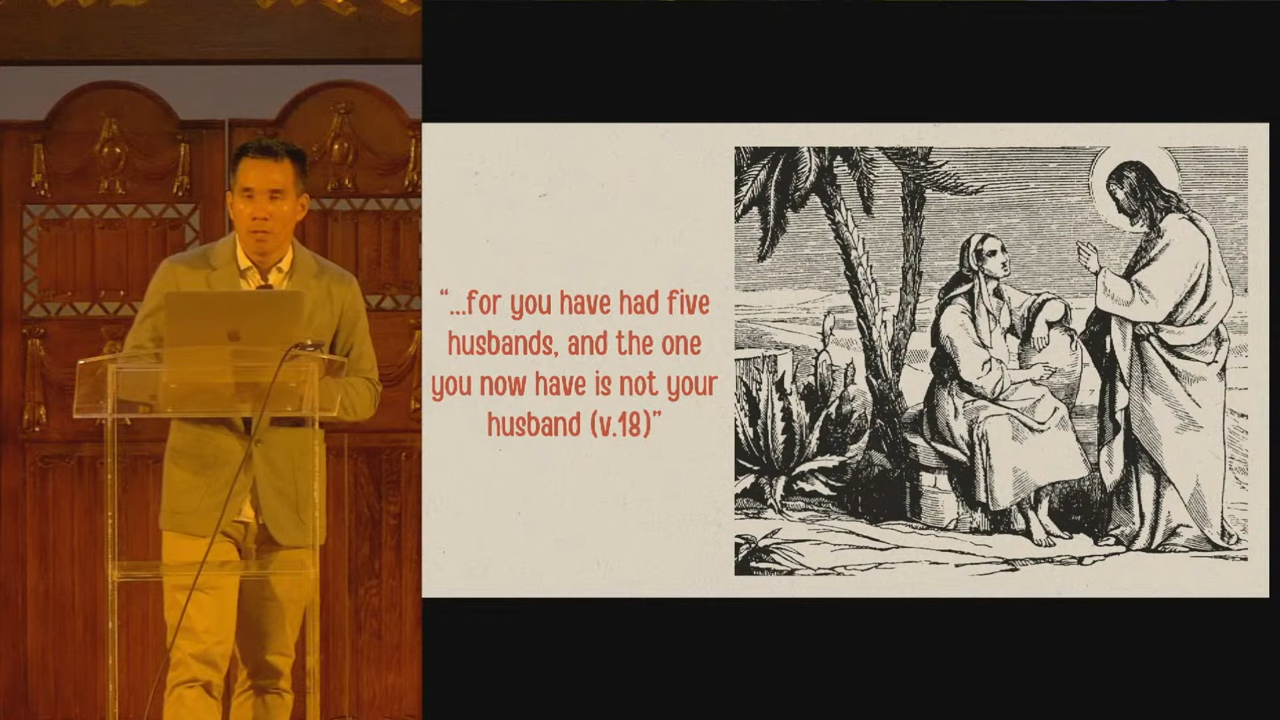 “...for you have had five
husbands, and the one
you now have is not your
husband (v.18)”